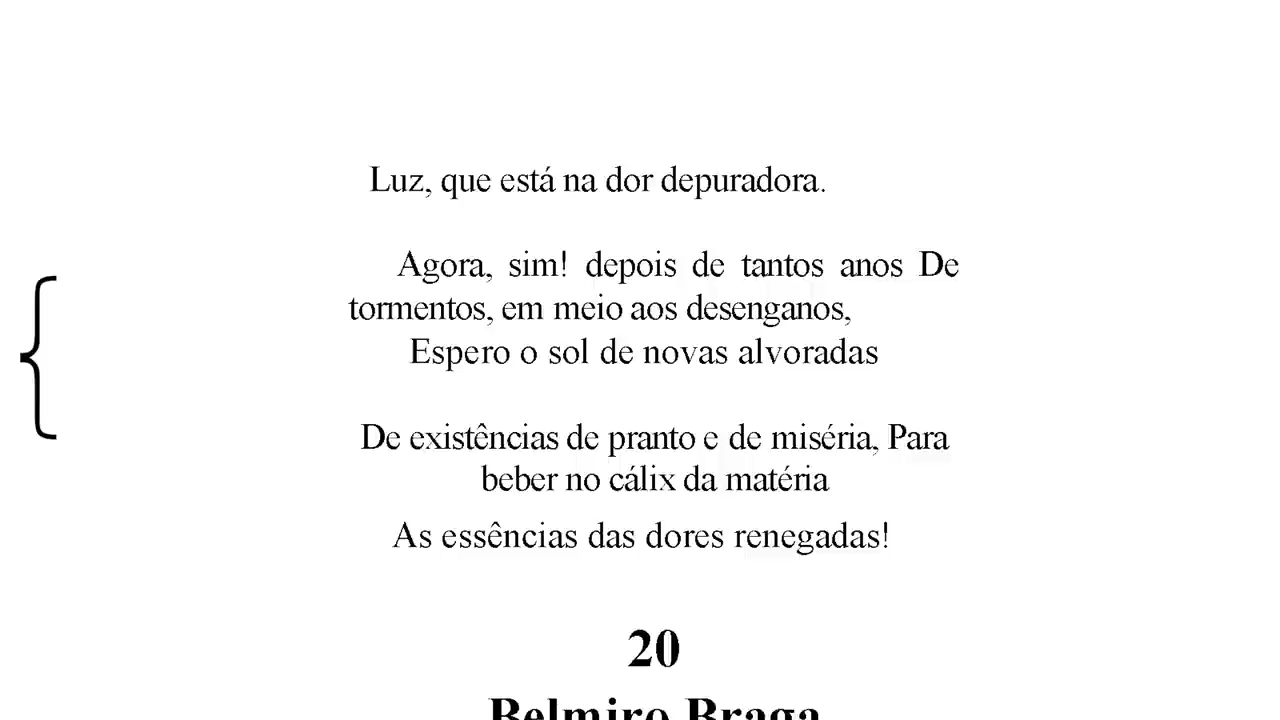 Luz, que está na dor depuradora.
Agora, sim! depois de tantos anos De
tormentos, em meio aos desenganos,
Espero o sol de novas alvoradas
De existências de pranto e de miséria, Para
beber no cálix da matéria
As essências das dores renegadas!
20
Belmiro Braga